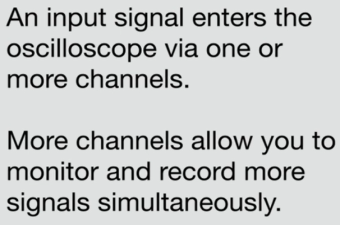 An input signal enters the
oscilloscope via one or
more channels.
More channels allow you to
monitor and record more
signals simultaneously.